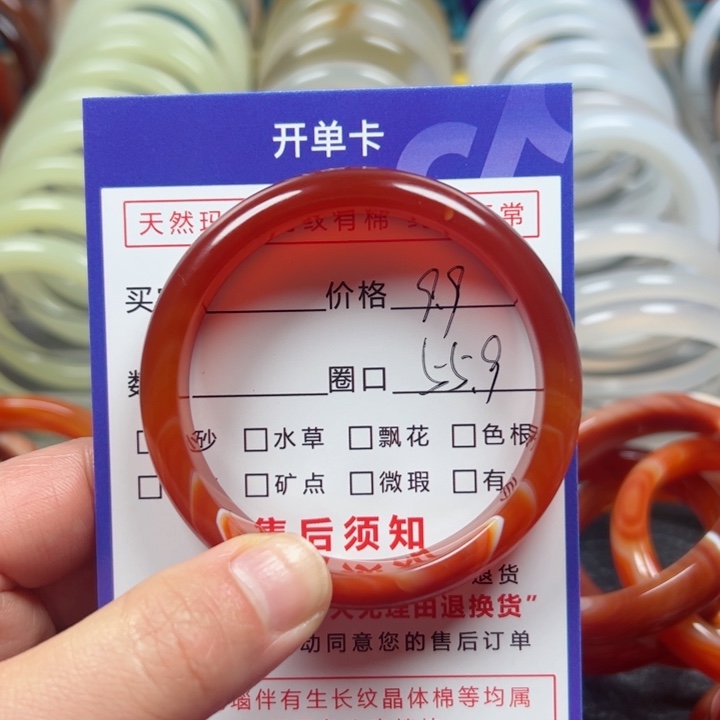 开单卡
天然玛 纹有棉 常
买 价格 9.9
数 圈口 55.9
砂 水草 飘花 色根
矿点 微瑕 有
售后须知
退货
无理由退换货”
动同意您的售后订单
瑙伴有生长纹晶体棉等均属